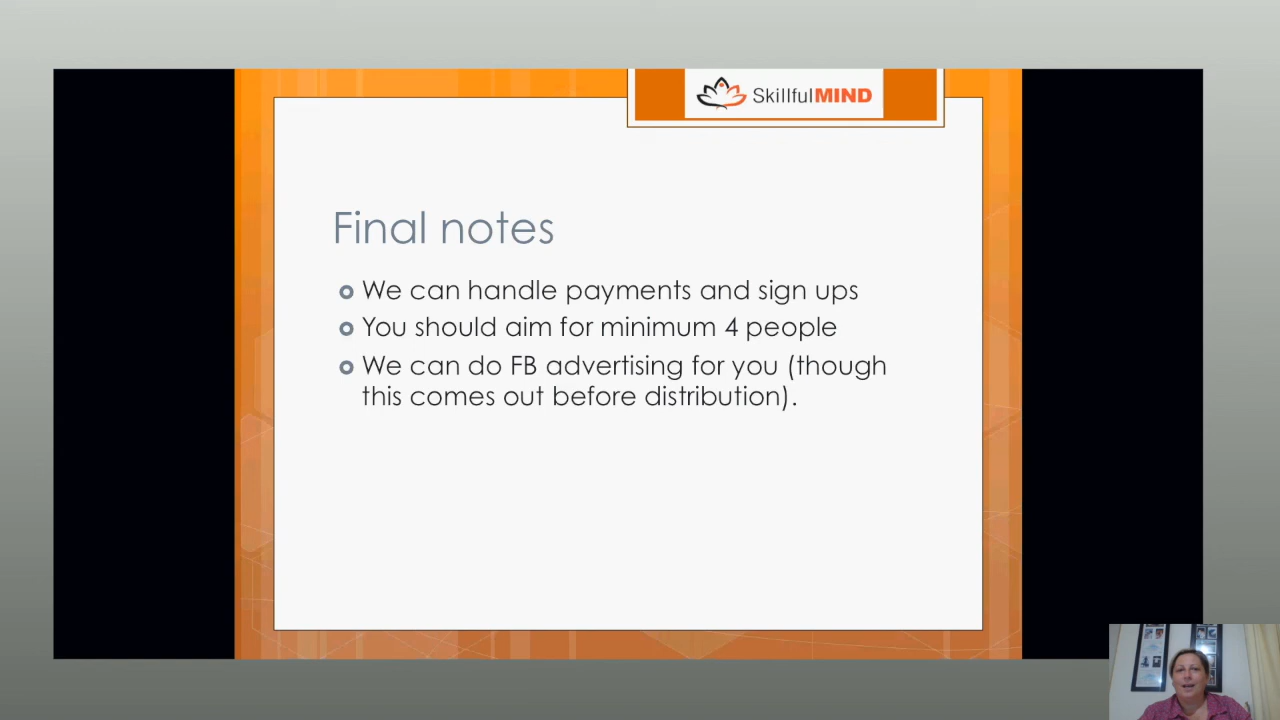 SkillfulMIND
Final notes
We can handle payments and sign ups
You should aim for minimum 4 people
We can do FB advertising for you (though
this comes out before distribution).